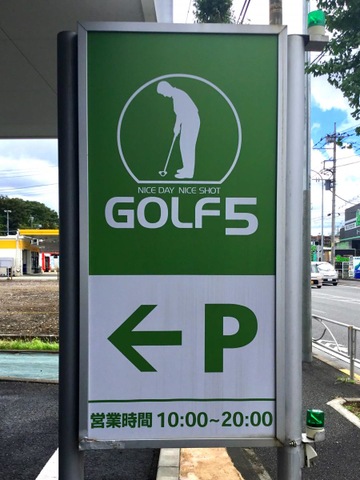 NICE DAY NICE SHOT
GOLF5
← P
営業時間 10:00~20:00